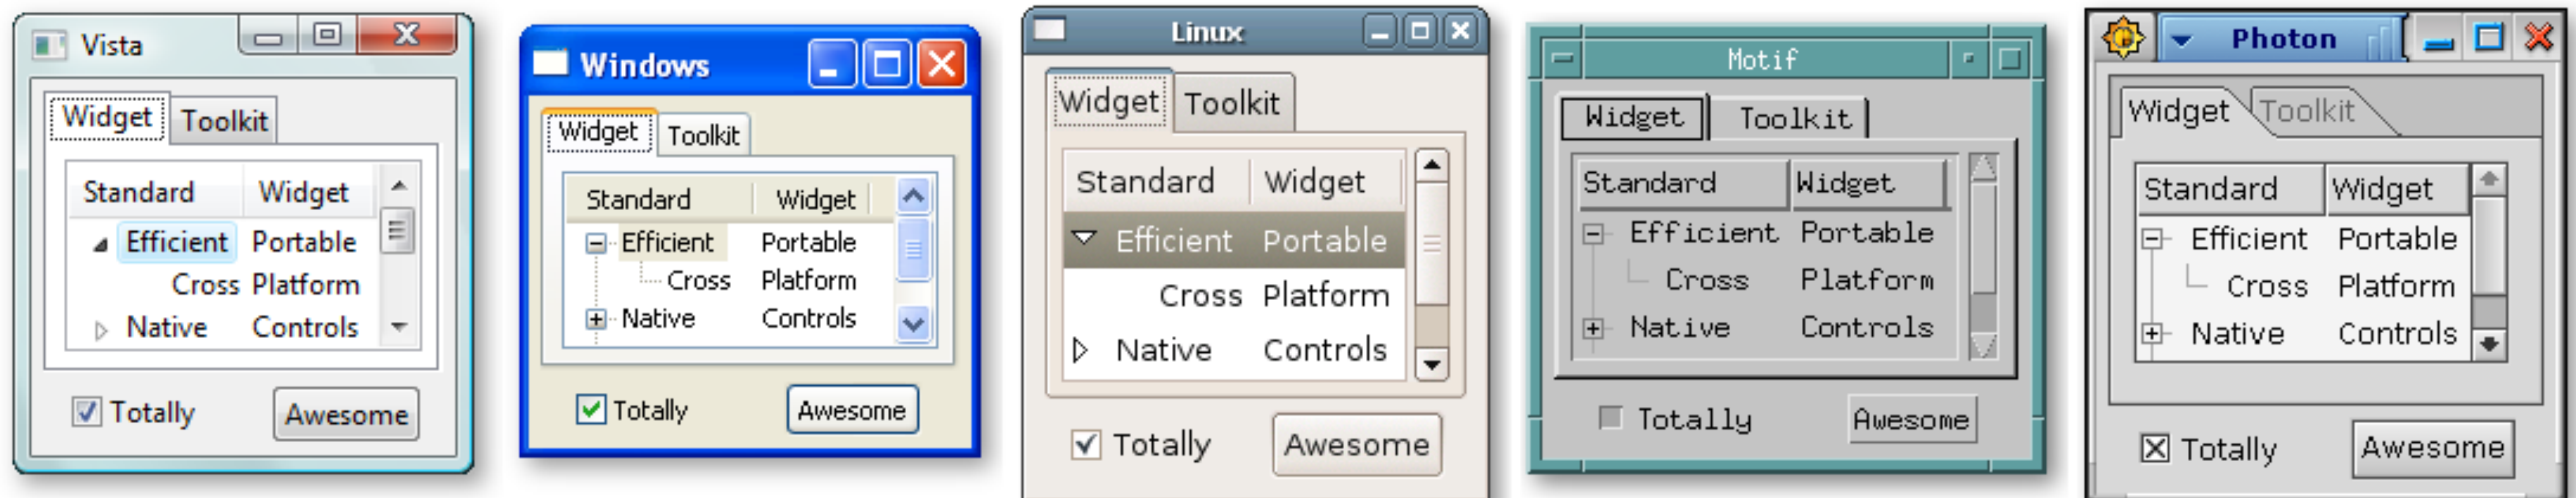 Vista
Widget Toolkit
Standard Widget
Efficient Portable
Cross Platform
Native Controls
Totally Awesome
Windows
Widget Toolkit
Standard Widget
Efficient Portable
Cross Platform
Native Controls
Totally Awesome
Linux
Widget Toolkit
Standard Widget
Efficient Portable
Cross Platform
Native Controls
Totally Awesome
Motif
Widget Toolkit
Standard Widget
Efficient Portable
Cross Platform
Native Controls
Totally Awesome
Photon
Widget Toolkit
Standard Widget
Efficient Portable
Cross Platform
Native Controls
Totally Awesome